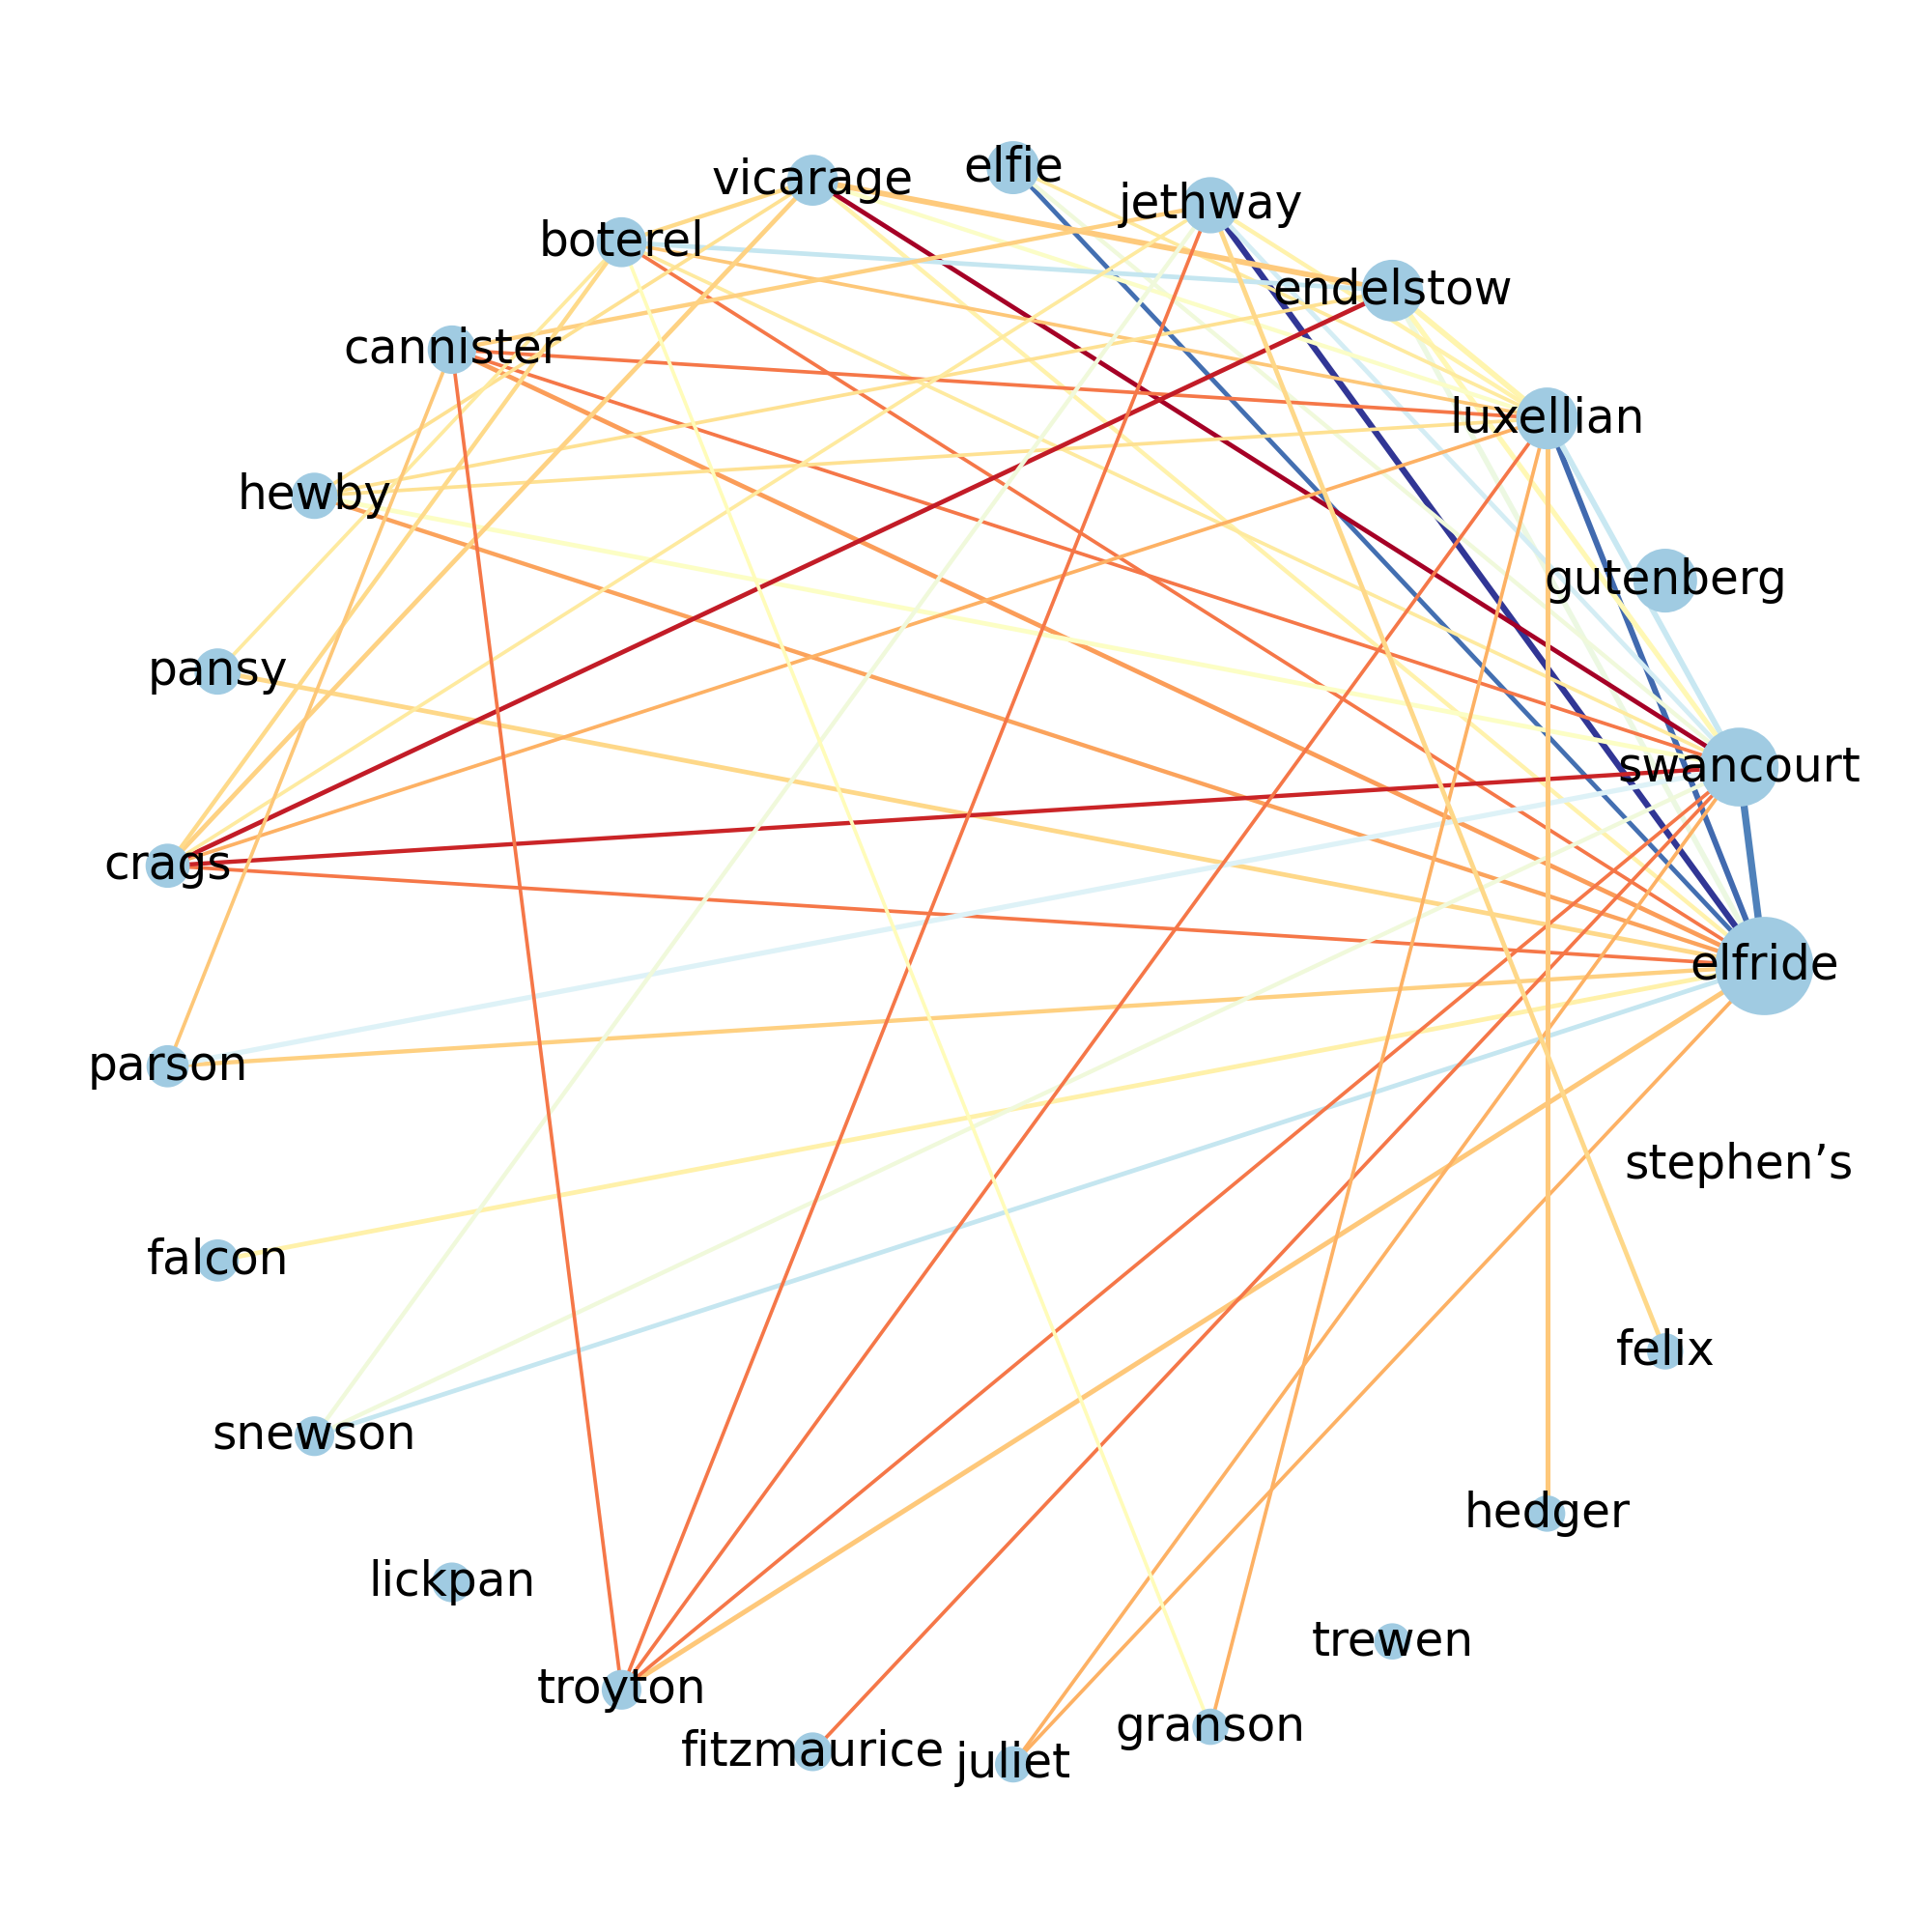 elfie
vicarage
jethway
boterel
endelstow
cannister
luxellian
hewby
gutenberg
pansy
swancourt
crags
elfride
parson
stephen’s
falcon
felix
snewson
hedger
lickpan
trewen
troyton
granson
fitzmaurice
juliet